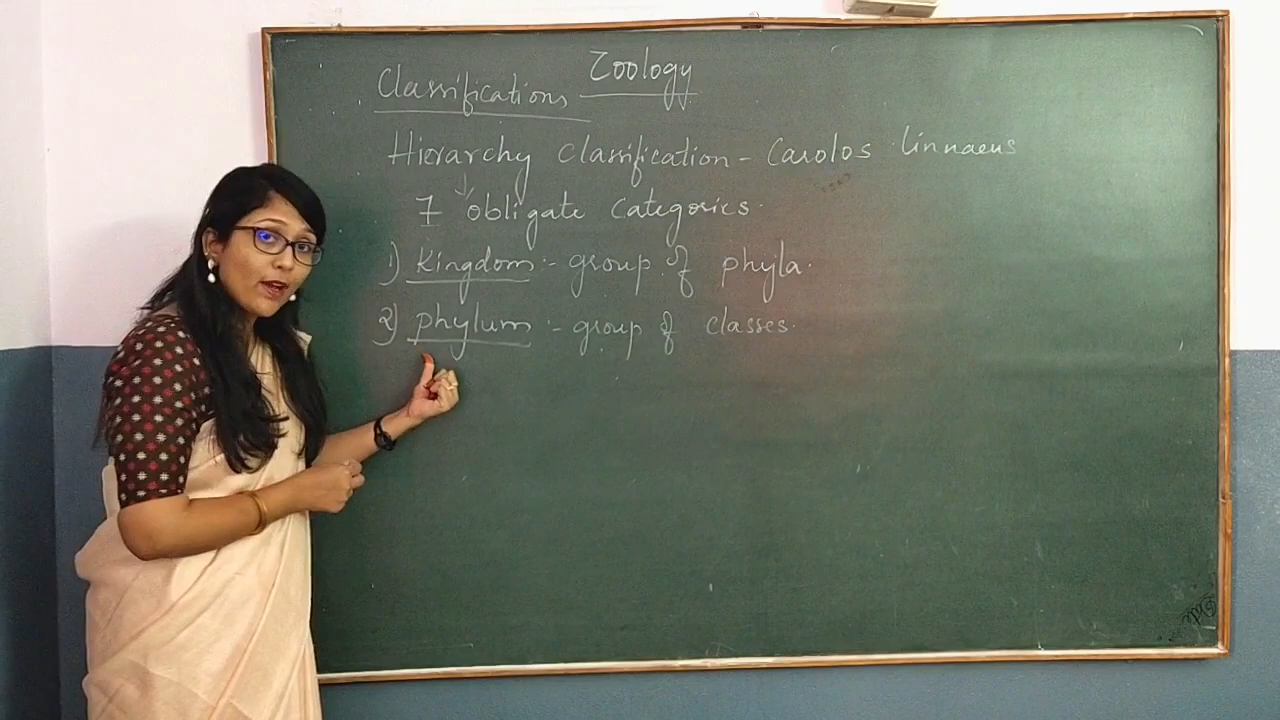 Zoology
Classifications
Hierarchy classification - Carolos Linnaeus
7 obligate categories.
1) Kingdom :- group of phyla.
2) phylum :- group of classes.